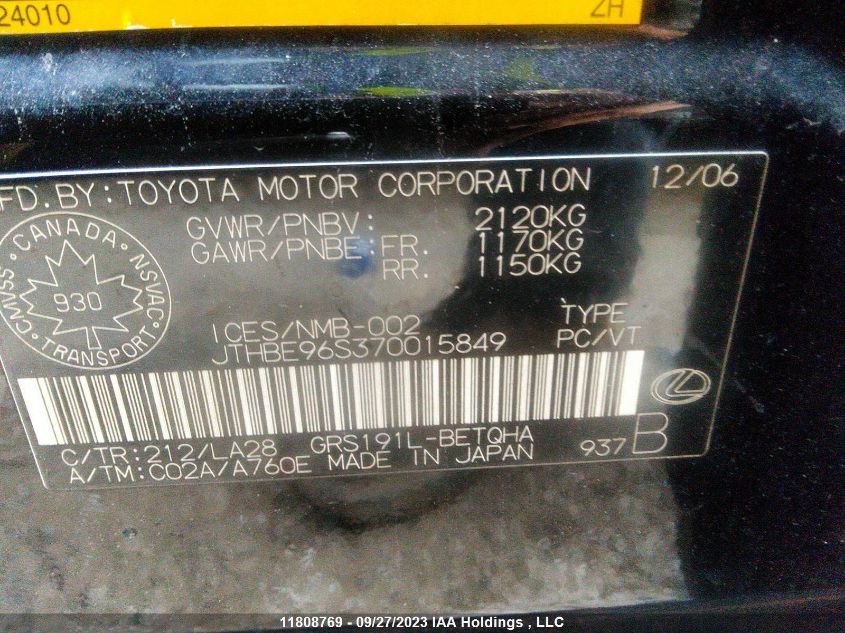 24010 ZH
FD.BY:TOYOTA MOTOR CORPORATION 12/06
GVWR/PNBV: 2120KG
GAWR/PNBE:FR. 1170KG
RR. 1150KG
CANADA
CMVSS NSVAC
930
TRANSPORT
ICES/NMB-002 TYPE
JTHBE96S370015849 PC/VT
C/TR:212/LA28 GRS191L-BETQHA
A/TM:C02A/A760E MADE IN JAPAN 937 B
11808769 - 09/27/2023 IAA Holdings , LLC